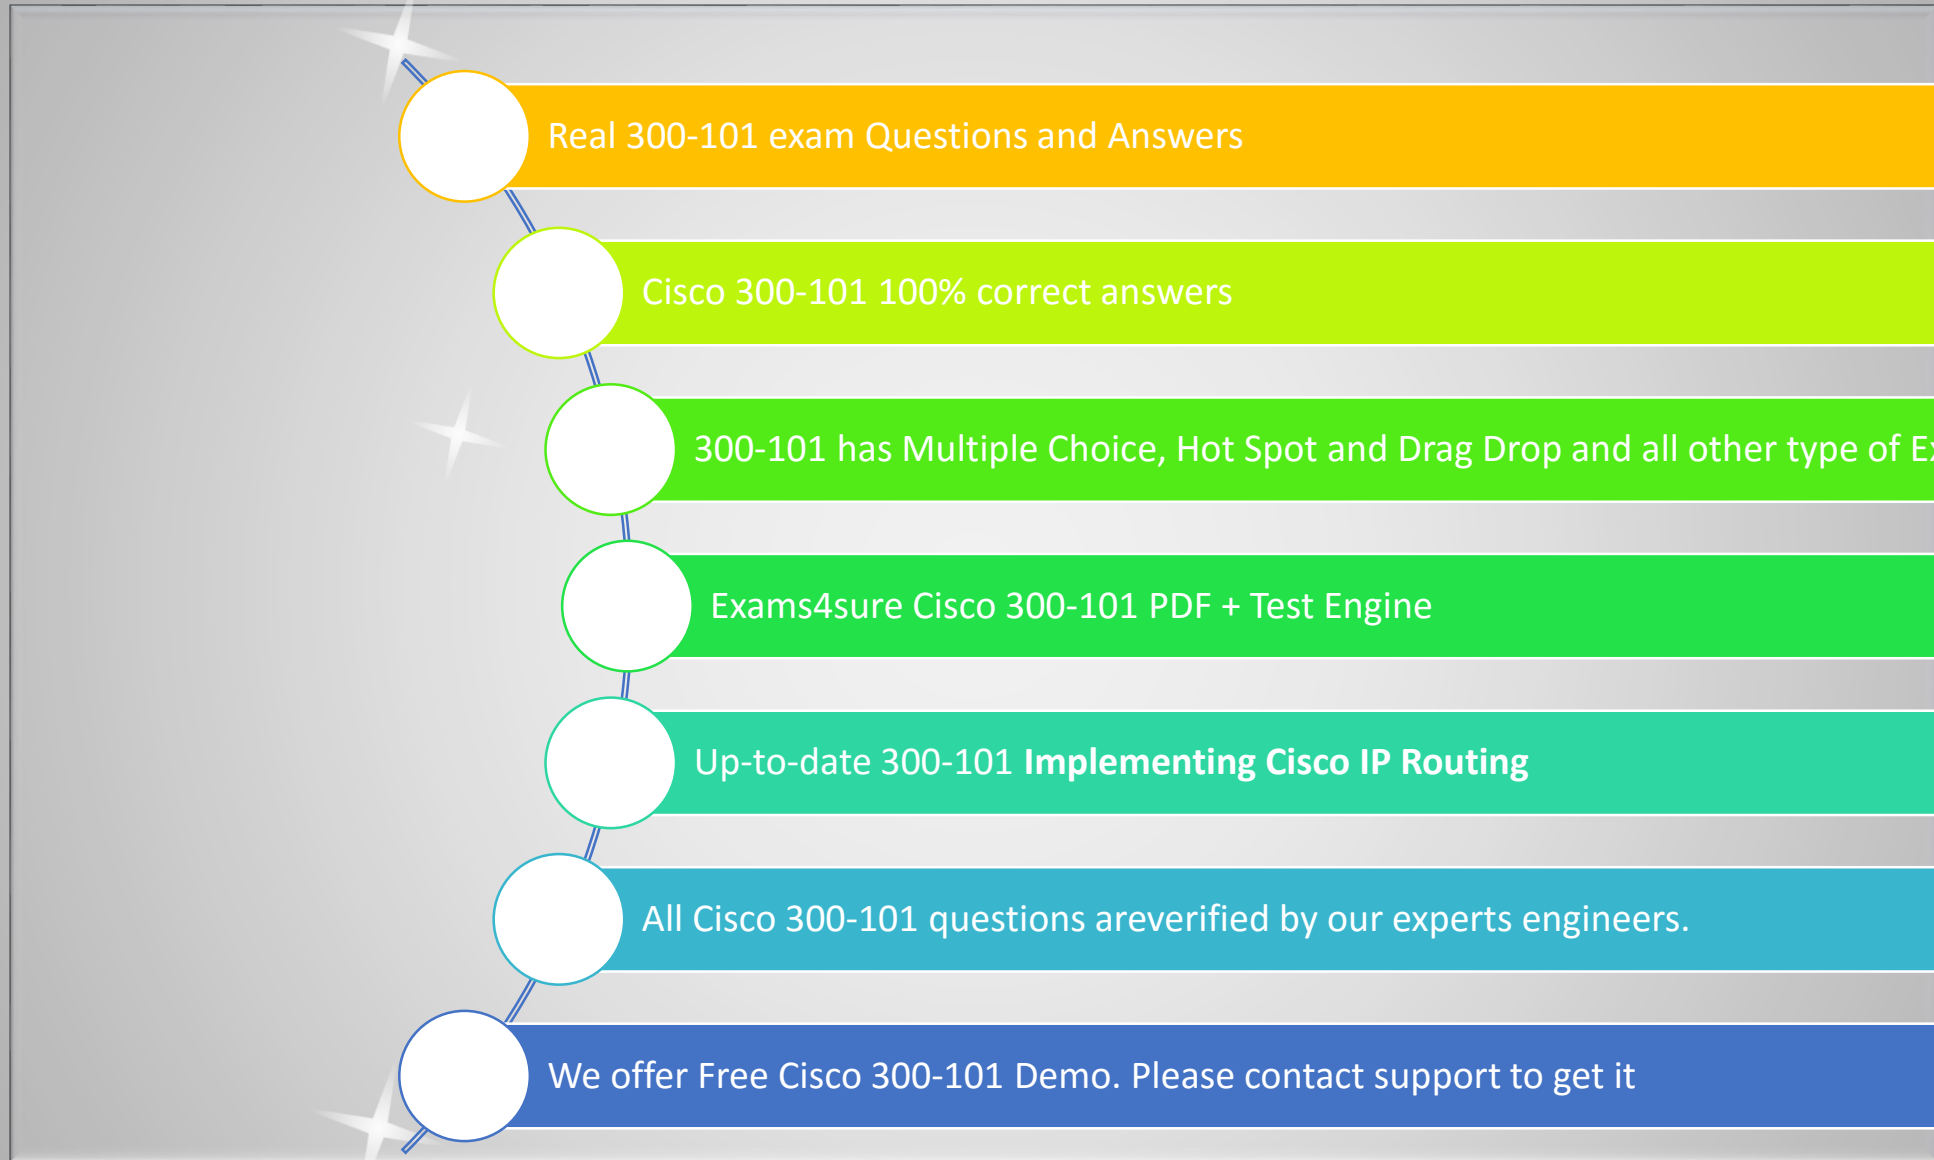 Real 300-101 exam Questions and Answers
Cisco 300-101 100% correct answers
300-101 has Multiple Choice, Hot Spot and Drag Drop and all other type of
Exams4sure Cisco 300-101 PDF + Test Engine
Up-to-date 300-101 Implementing Cisco IP Routing
All Cisco 300-101 questions areverified by our experts engineers.
We offer Free Cisco 300-101 Demo. Please contact support to get it